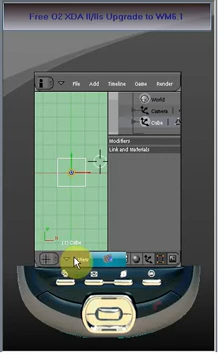 Free O2 XDA II/IIs Upgrade to WM6.1
File Add Timeline Game Render
World
Camera
Cube
Modifiers
Link and Materials
(1) Cube
View